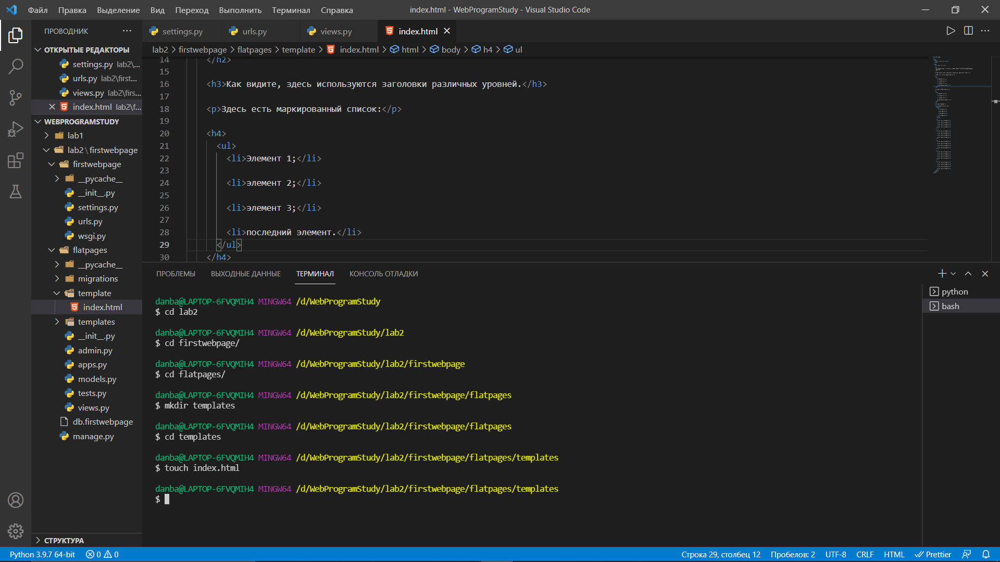 Файл Правка Выделение Вид Переход Выполнить Терминал Справка
index.html - WebProgramStudy - Visual Studio Code
ПРОВОДНИК
settings.py urls.py views.py index.html
lab2 > firstwebpage > flatpages > template > index.html > html > body > h4 > ul
ОТКРЫТЫЕ РЕДАКТОРЫ
settings.py lab2\...
urls.py lab2\first...
views.py lab2\firs...
index.html lab2\f...
WEBPROGRAMSTUDY
lab1
lab2 \ firstwebpage
firstwebpage
__pycache__
__init__.py
settings.py
urls.py
wsgi.py
flatpages
__pycache__
migrations
template
index.html
templates
__init__.py
admin.py
apps.py
models.py
tests.py
views.py
db.firstwebpage
manage.py
СТРУКТУРА
14 </h2>
15
16 <h3>Как видите, здесь используются заголовки различных уровней.</h3>
17
18 <p>Здесь есть маркированный список:</p>
19
20 <h4>
21 <ul>
22 <li>Элемент 1;</li>
23
24 <li>элемент 2;</li>
25
26 <li>элемент 3;</li>
27
28 <li>последний элемент.</li>
29 </ul>
30 </h4>
ПРОБЛЕМЫ ВЫХОДНЫЕ ДАННЫЕ ТЕРМИНАЛ КОНСОЛЬ ОТЛАДКИ
danba@LAPTOP-6FVQMIH4 MINGW64 /d/WebProgramStudy
$ cd lab2
danba@LAPTOP-6FVQMIH4 MINGW64 /d/WebProgramStudy/lab2
$ cd firstwebpage/
danba@LAPTOP-6FVQMIH4 MINGW64 /d/WebProgramStudy/lab2/firstwebpage
$ cd flatpages/
danba@LAPTOP-6FVQMIH4 MINGW64 /d/WebProgramStudy/lab2/firstwebpage/flatpages
$ mkdir templates
danba@LAPTOP-6FVQMIH4 MINGW64 /d/WebProgramStudy/lab2/firstwebpage/flatpages
$ cd templates
danba@LAPTOP-6FVQMIH4 MINGW64 /d/WebProgramStudy/lab2/firstwebpage/flatpages/templates
$ touch index.html
danba@LAPTOP-6FVQMIH4 MINGW64 /d/WebProgramStudy/lab2/firstwebpage/flatpages/templates
$
python
bash
Python 3.9.7 64-bit 0 0
Строка 29, столбец 12 Пробелов: 2 UTF-8 CRLF HTML Prettier